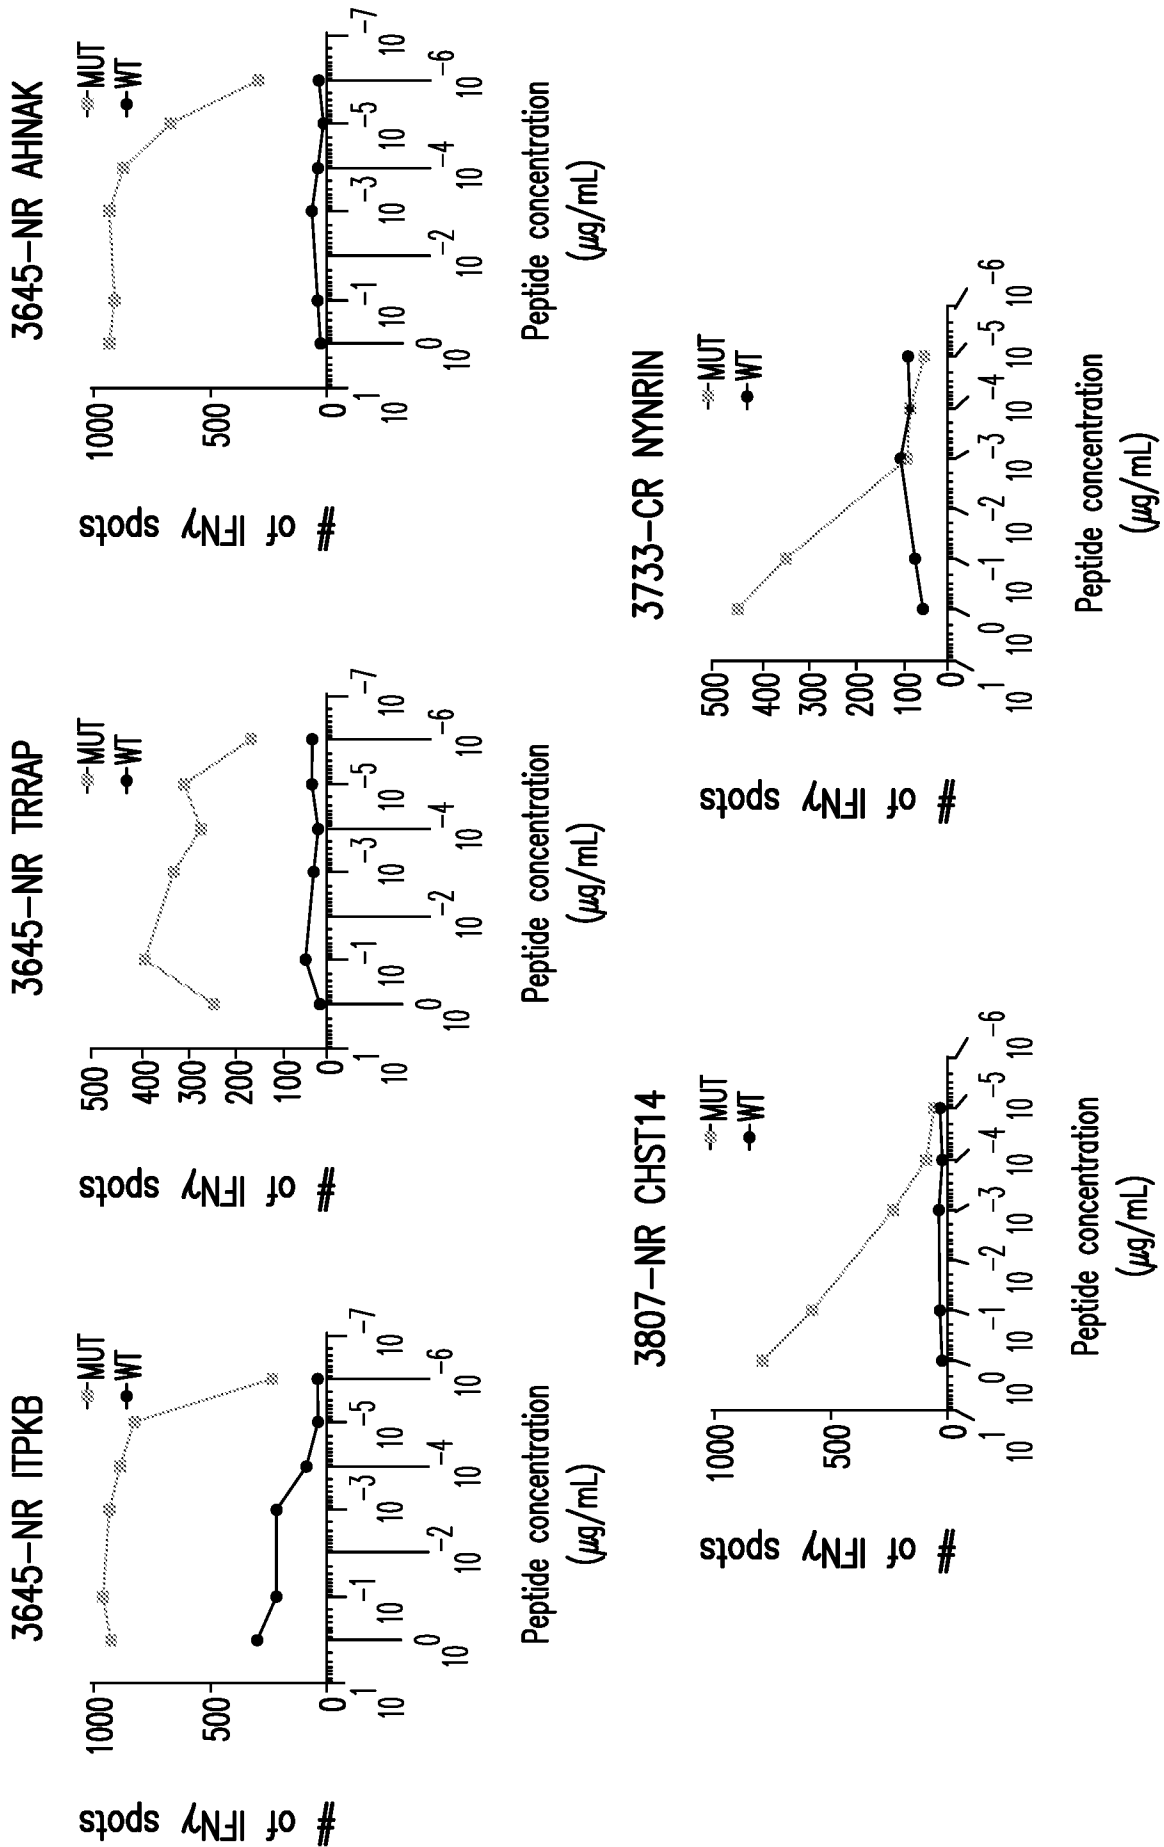 3645-NR ITPKB
MUT
WT
# of IFNγ spots
1000
500
0
10^1
10^0
10^-1
10^-2
10^-3
10^-4
10^-5
10^-6
10^-7
Peptide concentration
(μg/mL)
3645-NR TRRAP
MUT
WT
# of IFNγ spots
500
400
300
200
100
0
10^1
10^0
10^-1
10^-2
10^-3
10^-4
10^-5
10^-6
10^-7
Peptide concentration
(μg/mL)
3645-NR AHNAK
MUT
WT
# of IFNγ spots
1000
500
0
10^1
10^0
10^-1
10^-2
10^-3
10^-4
10^-5
10^-6
10^-7
Peptide concentration
(μg/mL)
3807-NR CHST14
MUT
WT
# of IFNγ spots
1000
500
0
10^1
10^0
10^-1
10^-2
10^-3
10^-4
10^-5
10^-6
Peptide concentration
(μg/mL)
3733-CR NYNRIN
MUT
WT
# of IFNγ spots
500
400
300
200
100
0
10^1
10^0
10^-1
10^-2
10^-3
10^-4
10^-5
10^-6
Peptide concentration
(μg/mL)